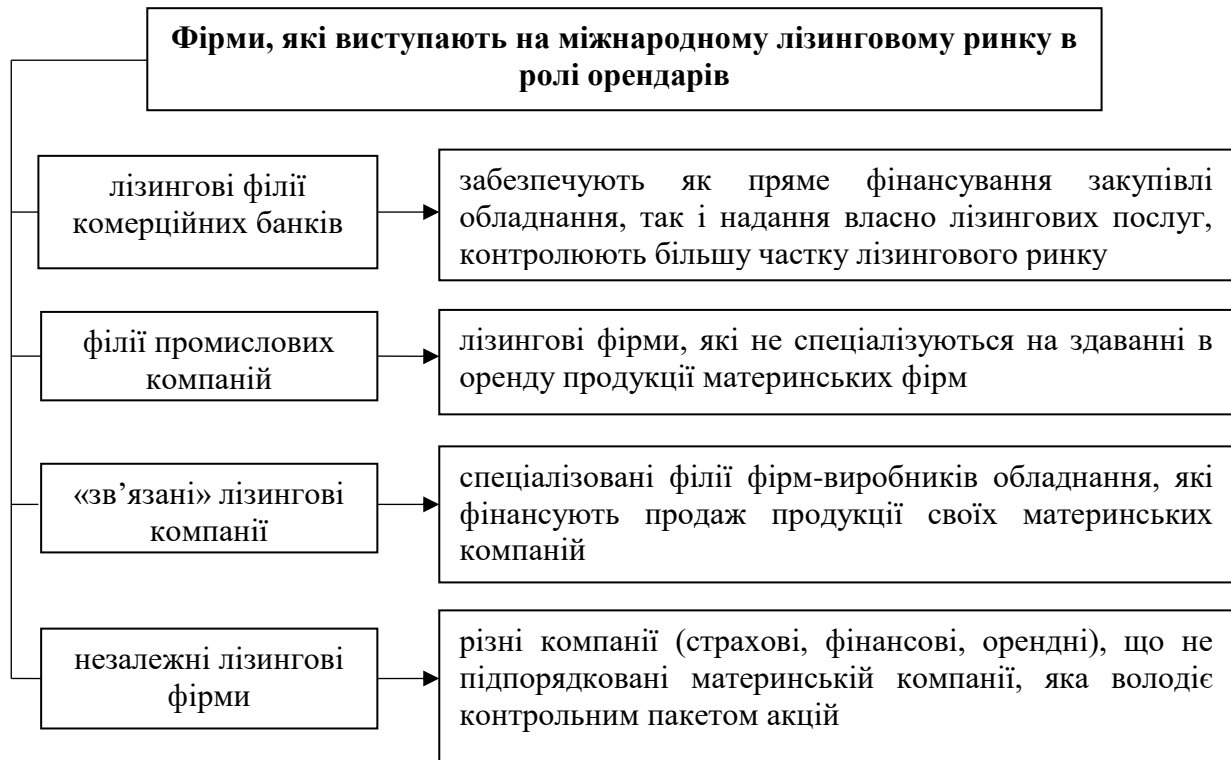 Фірми, які виступають на міжнародному лізинговому ринку в
ролі орендарів
лізингові філії
комерційних банків
забезпечують як пряме фінансування закупівлі
обладнання, так і надання власно лізингових послуг,
контролюють більшу частку лізингового ринку
філії промислових
компаній
лізингові фірми, які не спеціалізуються на здаванні в
оренду продукції материнських фірм
«зв’язані» лізингові
компанії
спеціалізовані філії фірм-виробників обладнання, які
фінансують продаж продукції своїх материнських
компаній
незалежні лізингові
фірми
різні компанії (страхові, фінансові, орендні), що не
підпорядковані материнській компанії, яка володіє
контрольним пакетом акцій